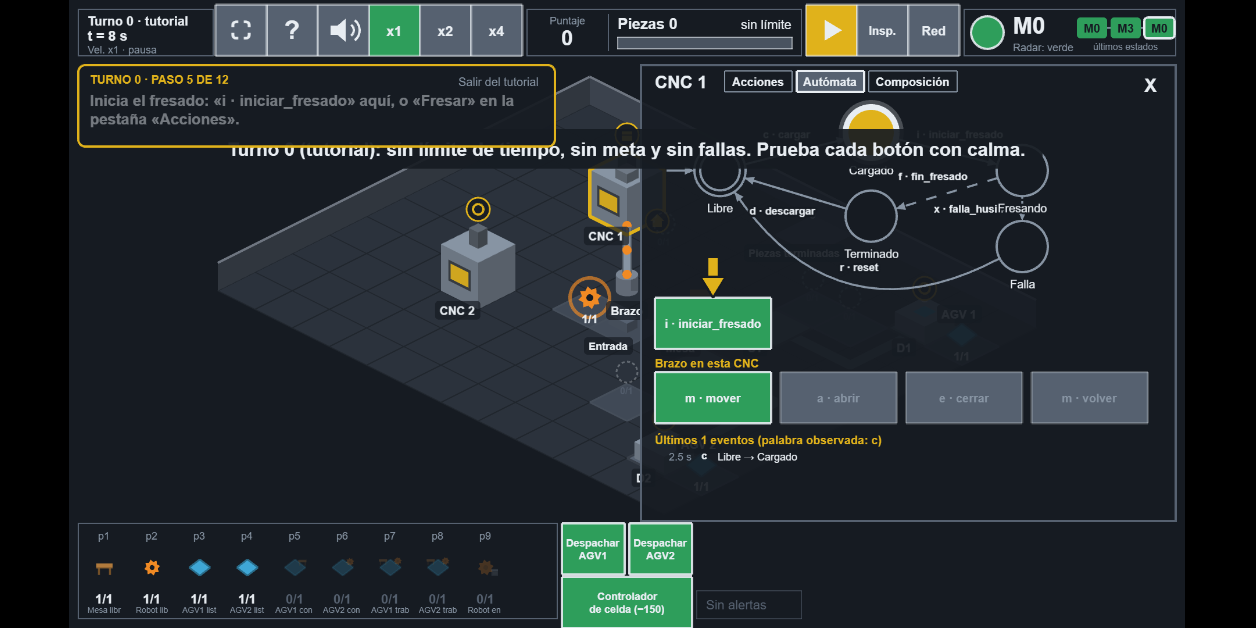 Turno 0 · tutorial
t = 8 s
Vel. x1 · pausa
?
x1
x2
x4
Puntaje
0
Piezas 0
sin límite
Insp.
Red
M0
Radar: verde
M0
M3
M0
últimos estados
TURNO 0 · PASO 5 DE 12
Salir del tutorial
Inicia el fresado: «i · iniciar_fresado» aquí, o «Fresar» en la
pestaña «Acciones».
Turno 0 (tutorial): sin límite de tiempo, sin meta y sin fallas. Prueba cada botón con calma.
CNC 1
Acciones
Autómata
Composición
X
c · cargar
i · iniciar_fresado
Cargado
f · fin_fresado
Libre
d · descargar
x · falla_husi
Fresando
Terminado
r · reset
Falla
Piezas terminadas
CNC 1
CNC 2
1/1
Brazo
Entrada
0/1
D2
AGV 1
D1
1/1
1/1
i · iniciar_fresado
Brazo en esta CNC
m · mover
a · abrir
e · cerrar
m · volver
Últimos 1 eventos (palabra observada: c)
2.5 s c Libre → Cargado
p1
p2
p3
p4
p5
p6
p7
p8
p9
1/1
1/1
1/1
1/1
0/1
0/1
0/1
0/1
0/1
Mesa libr
Robot lib
AGV1 list
AGV2 list
AGV1 con
AGV2 con
AGV1 trab
AGV2 trab
Robot en
Despachar
AGV1
Despachar
AGV2
Controlador
de celda (−150)
Sin alertas